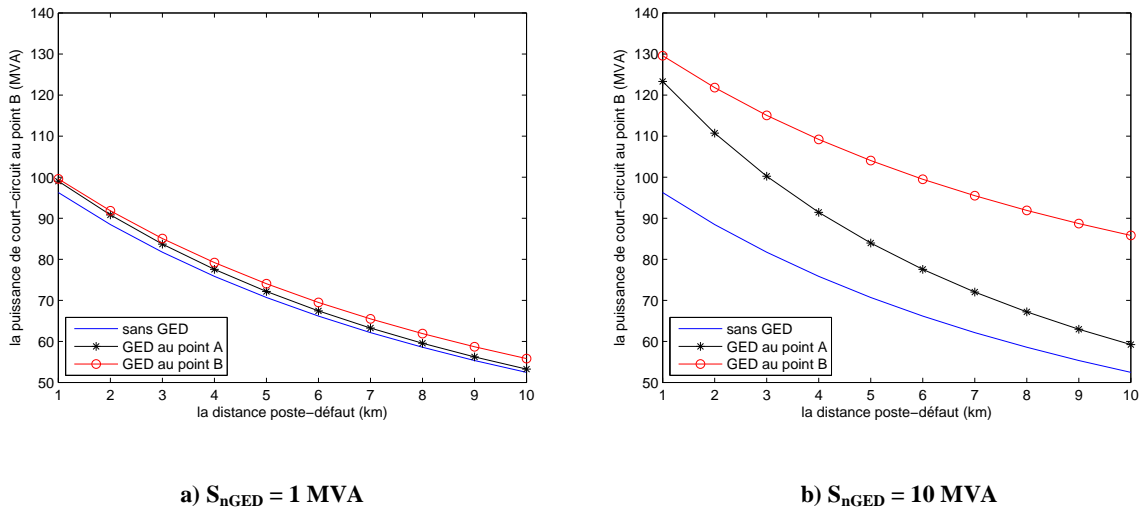 la puissance de court−circuit au point B (MVA)
140
130
120
110
100
90
80
70
60
50
sans GED
GED au point A
GED au point B
1 2 3 4 5 6 7 8 9 10
la distance poste−défaut (km)
a) SnGED = 1 MVA
la puissance de court−circuit au point B (MVA)
140
130
120
110
100
90
80
70
60
50
sans GED
GED au point A
GED au point B
1 2 3 4 5 6 7 8 9 10
la distance poste−défaut (km)
b) SnGED = 10 MVA